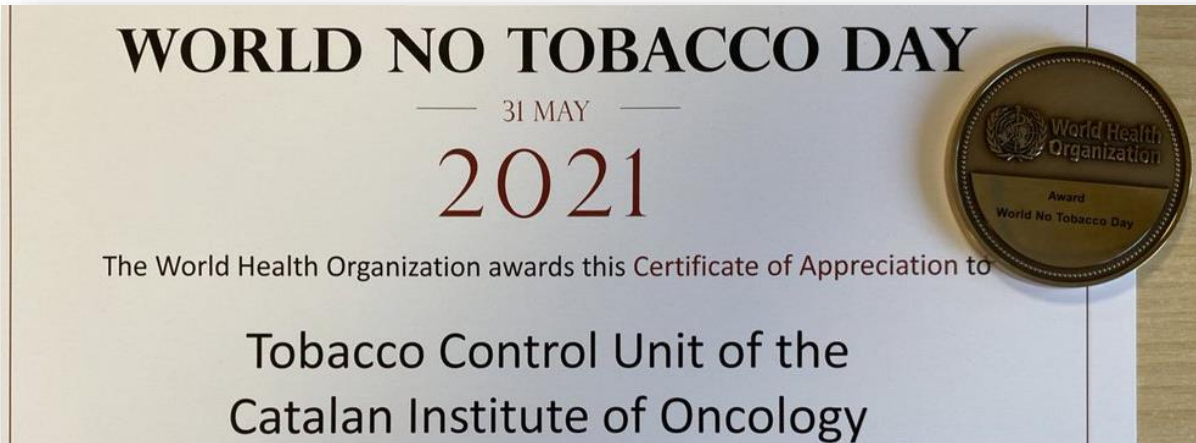 WORLD NO TOBACCO DAY
31 MAY
2021
The World Health Organization awards this Certificate of Appreciation to
Tobacco Control Unit of the
Catalan Institute of Oncology
World Health
Organization
Award
World No Tobacco Day